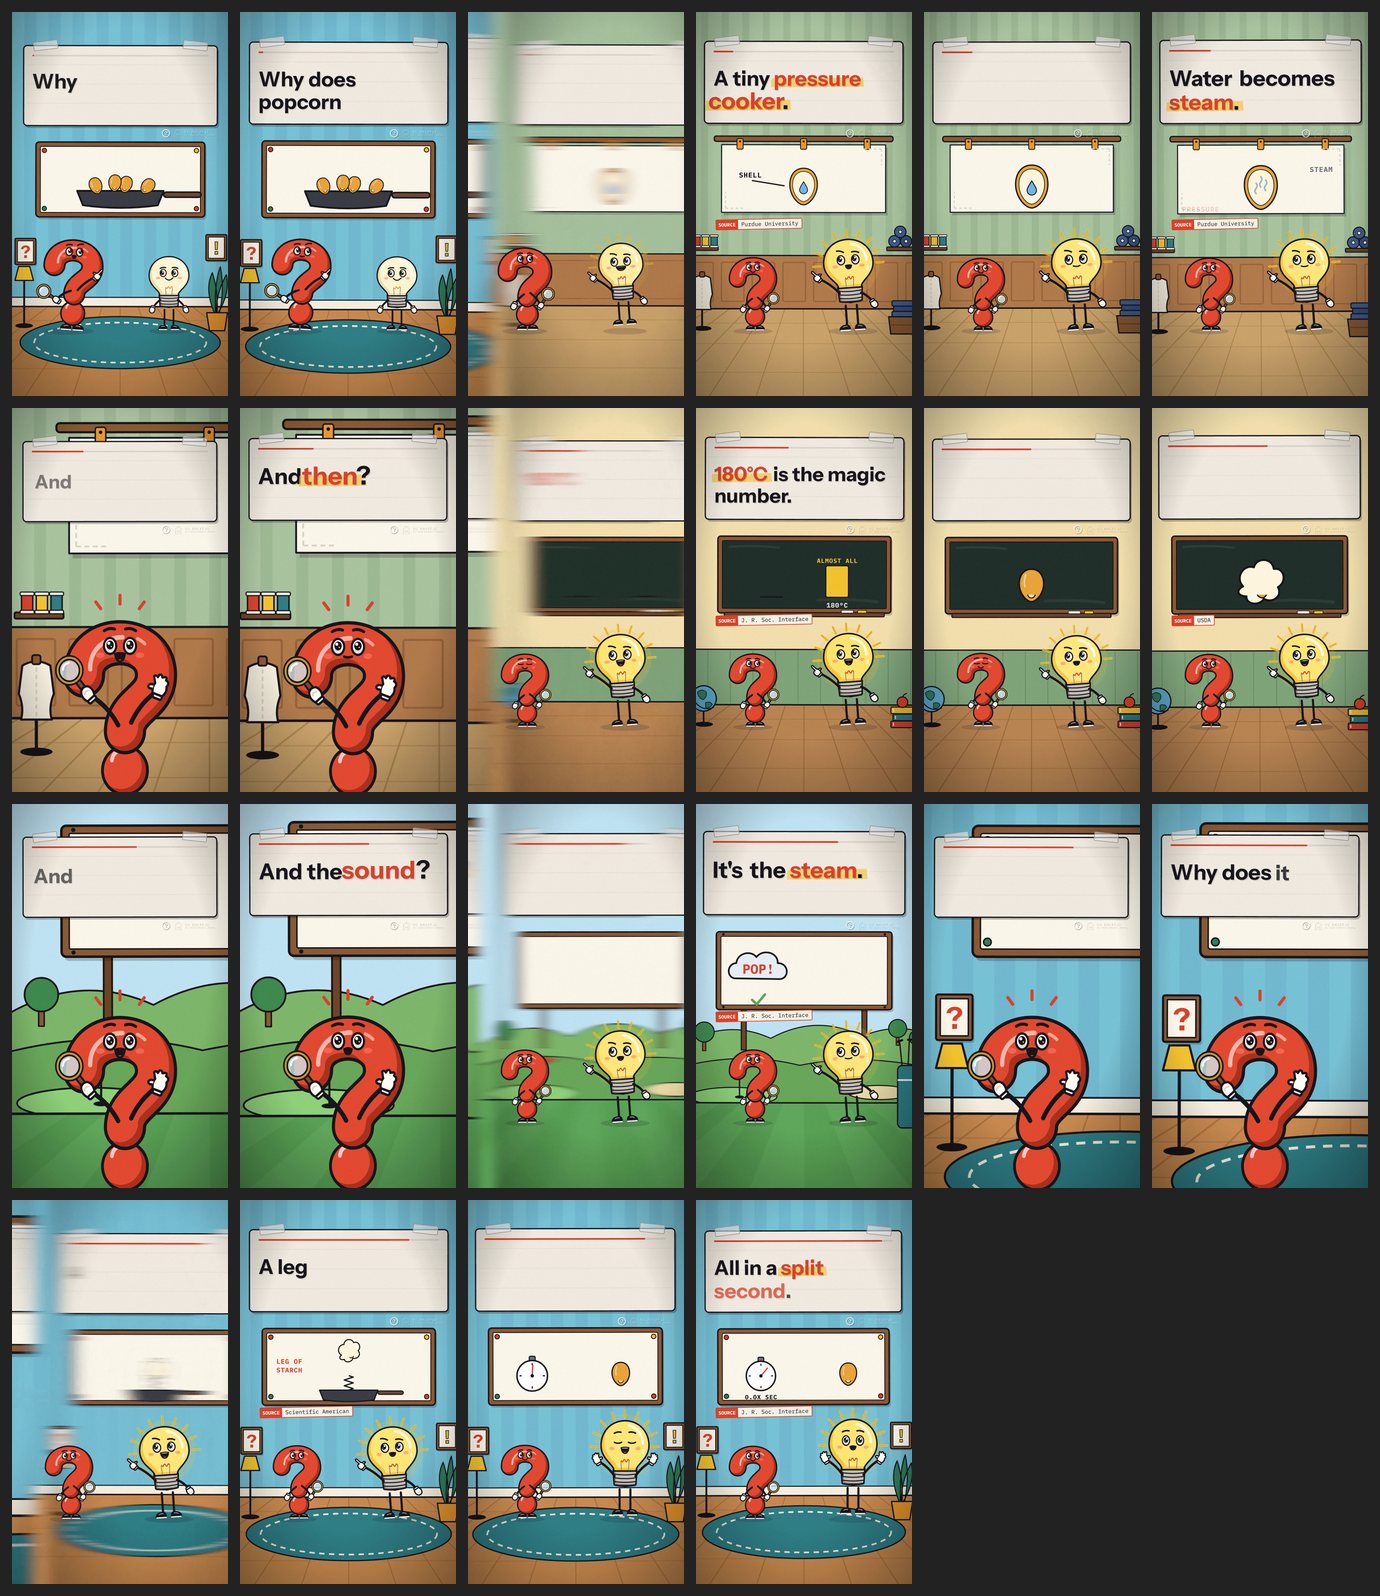 Why
?
!
Why does
popcorn
?
!
A tiny pressure
cooker.
SHELL
SOURCE Purdue University
Water becomes
steam.
STEAM
PRESSURE
SOURCE Purdue University
And
And then?
180°C is the magic
number.
ALMOST ALL
180°C
SOURCE J. R. Soc. Interface
SOURCE USDA
And
And the sound?
It's the steam.
POP!
SOURCE J. R. Soc. Interface
?
Why does it
?
A leg
LEG OF
STARCH
SOURCE Scientific American
?
!
?
!
All in a split
second.
0.0X SEC
SOURCE J. R. Soc. Interface
?
!